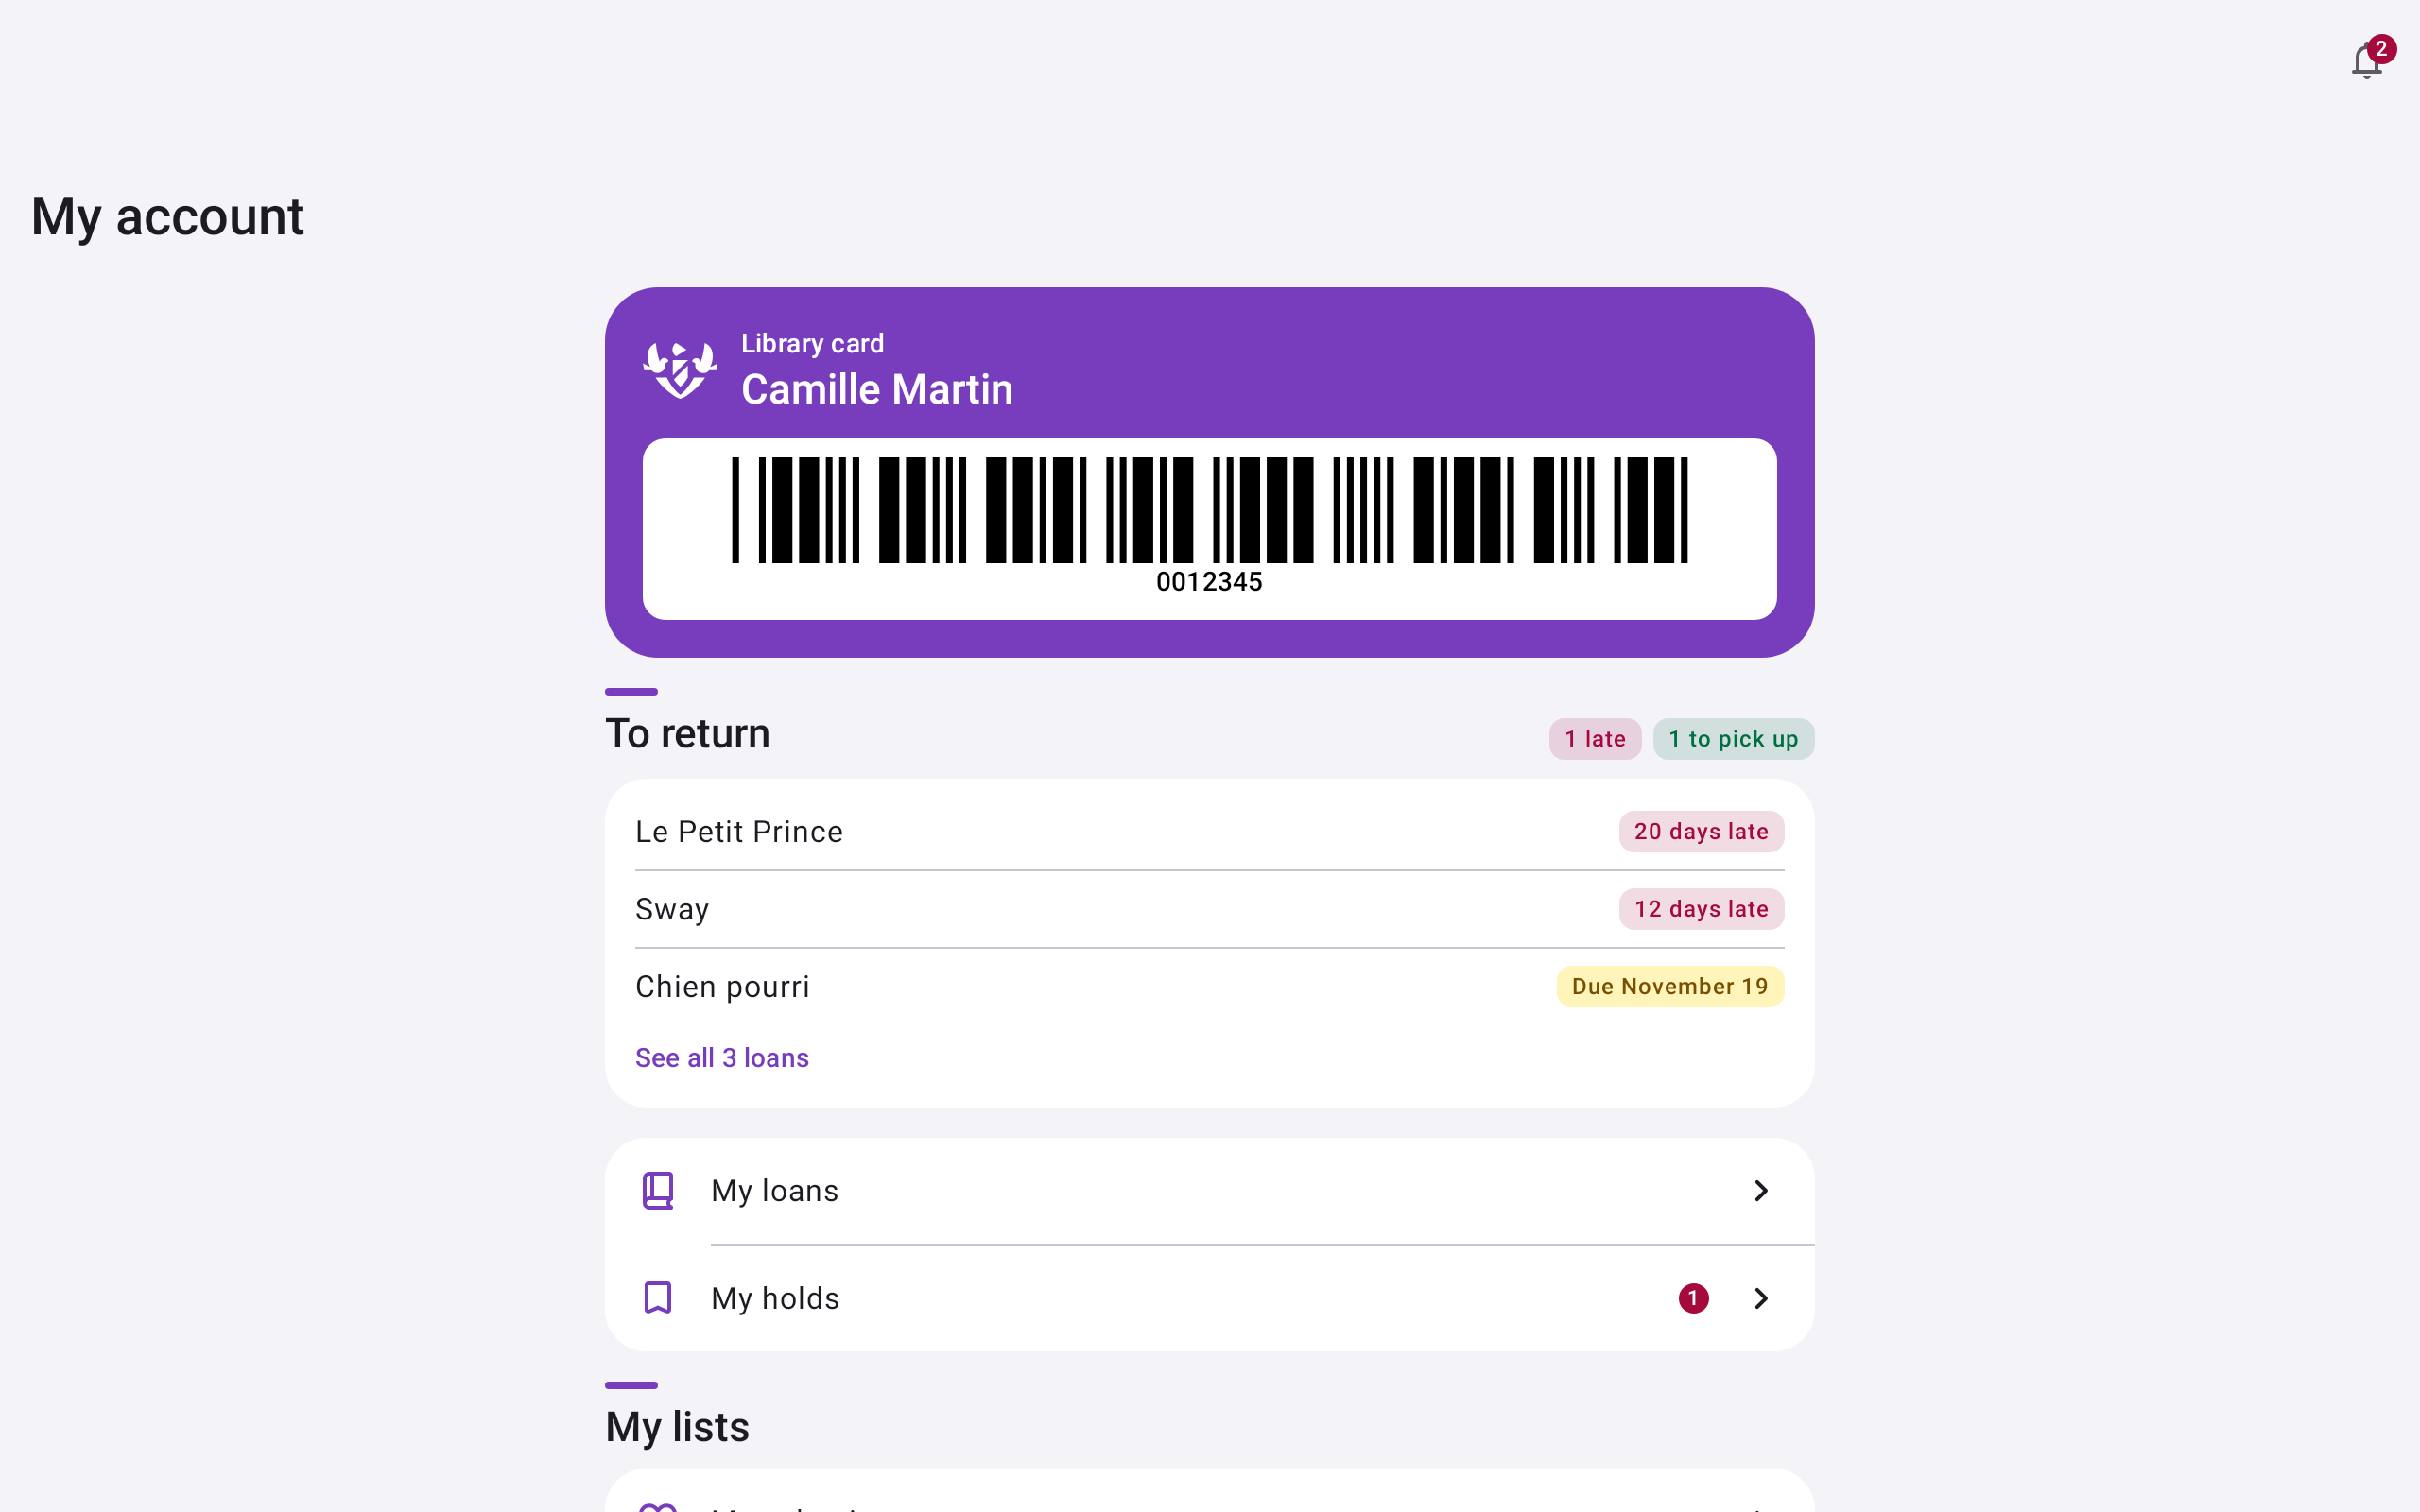 2
My account
Library card
Camille Martin
0012345
To return
1 late
1 to pick up
Le Petit Prince
20 days late
Sway
12 days late
Chien pourri
Due November 19
See all 3 loans
My loans
My holds
1
My lists